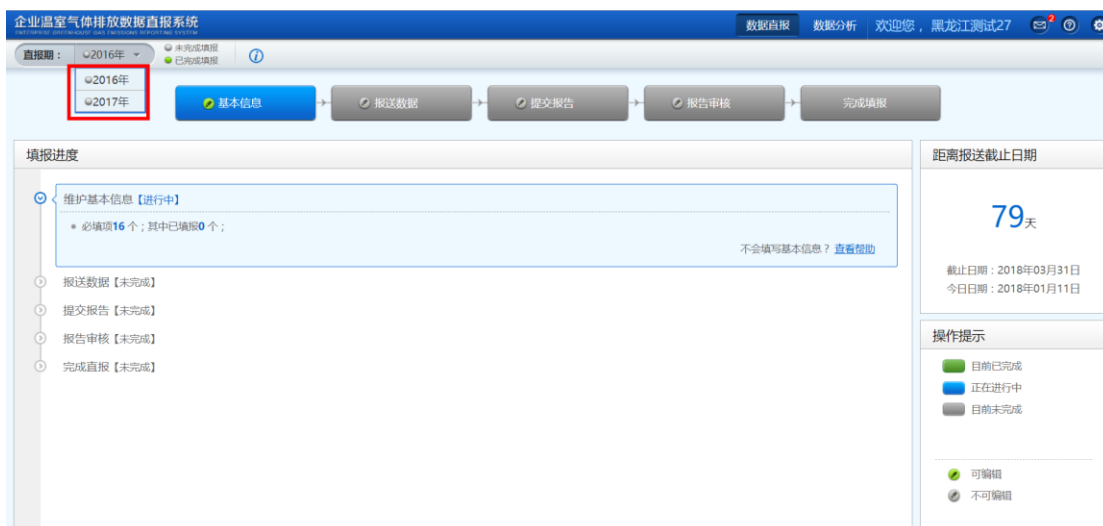 企业温室气体排放数据直报系统
ENTERPRISE GREENHOUSE GAS EMISSIONS REPORTING SYSTEM
数据直报 数据分析 欢迎您，黑龙江测试27 2
直报期： 2016年
未完成填报
已完成填报
2016年
2017年
基本信息 报送数据 提交报告 报告审核 完成填报
填报进度
维护基本信息【进行中】
必填项16 个；其中已填报0 个；
不会填写基本信息？ 查看帮助
报送数据【未完成】
提交报告【未完成】
报告审核【未完成】
完成直报【未完成】
距离报送截止日期
79天
截止日期：2018年03月31日
今日日期：2018年01月11日
操作提示
目前已完成
正在进行中
目前未完成
可编辑
不可编辑